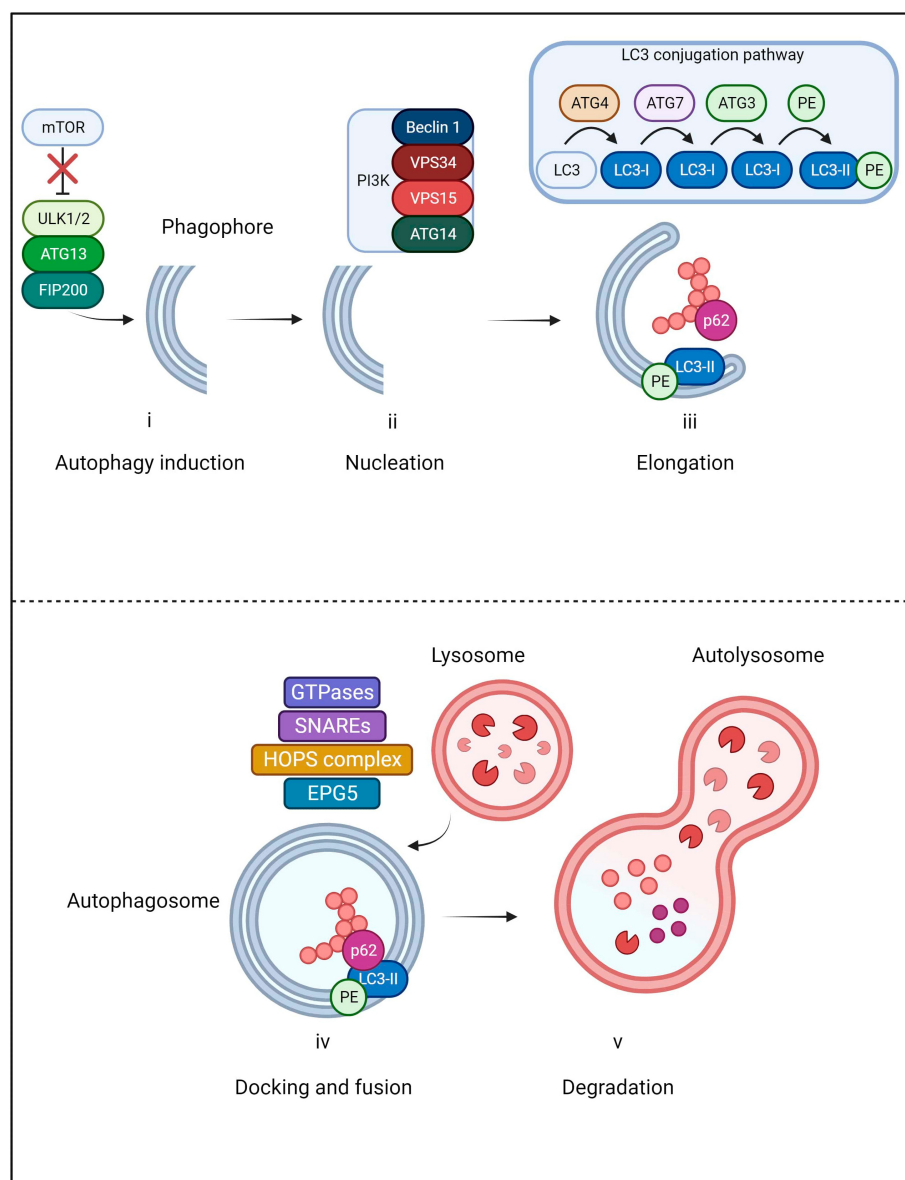 LC3 conjugation pathway
ATG4
ATG7
ATG3
PE
LC3
LC3-I
LC3-I
LC3-I
LC3-II
PE
mTOR
ULK1/2
ATG13
FIP200
Phagophore
PI3K
Beclin 1
VPS34
VPS15
ATG14
p62
LC3-II
PE
i
ii
iii
Autophagy induction
Nucleation
Elongation
Lysosome
Autolysosome
GTPases
SNAREs
HOPS complex
EPG5
Autophagosome
p62
LC3-II
PE
iv
v
Docking and fusion
Degradation